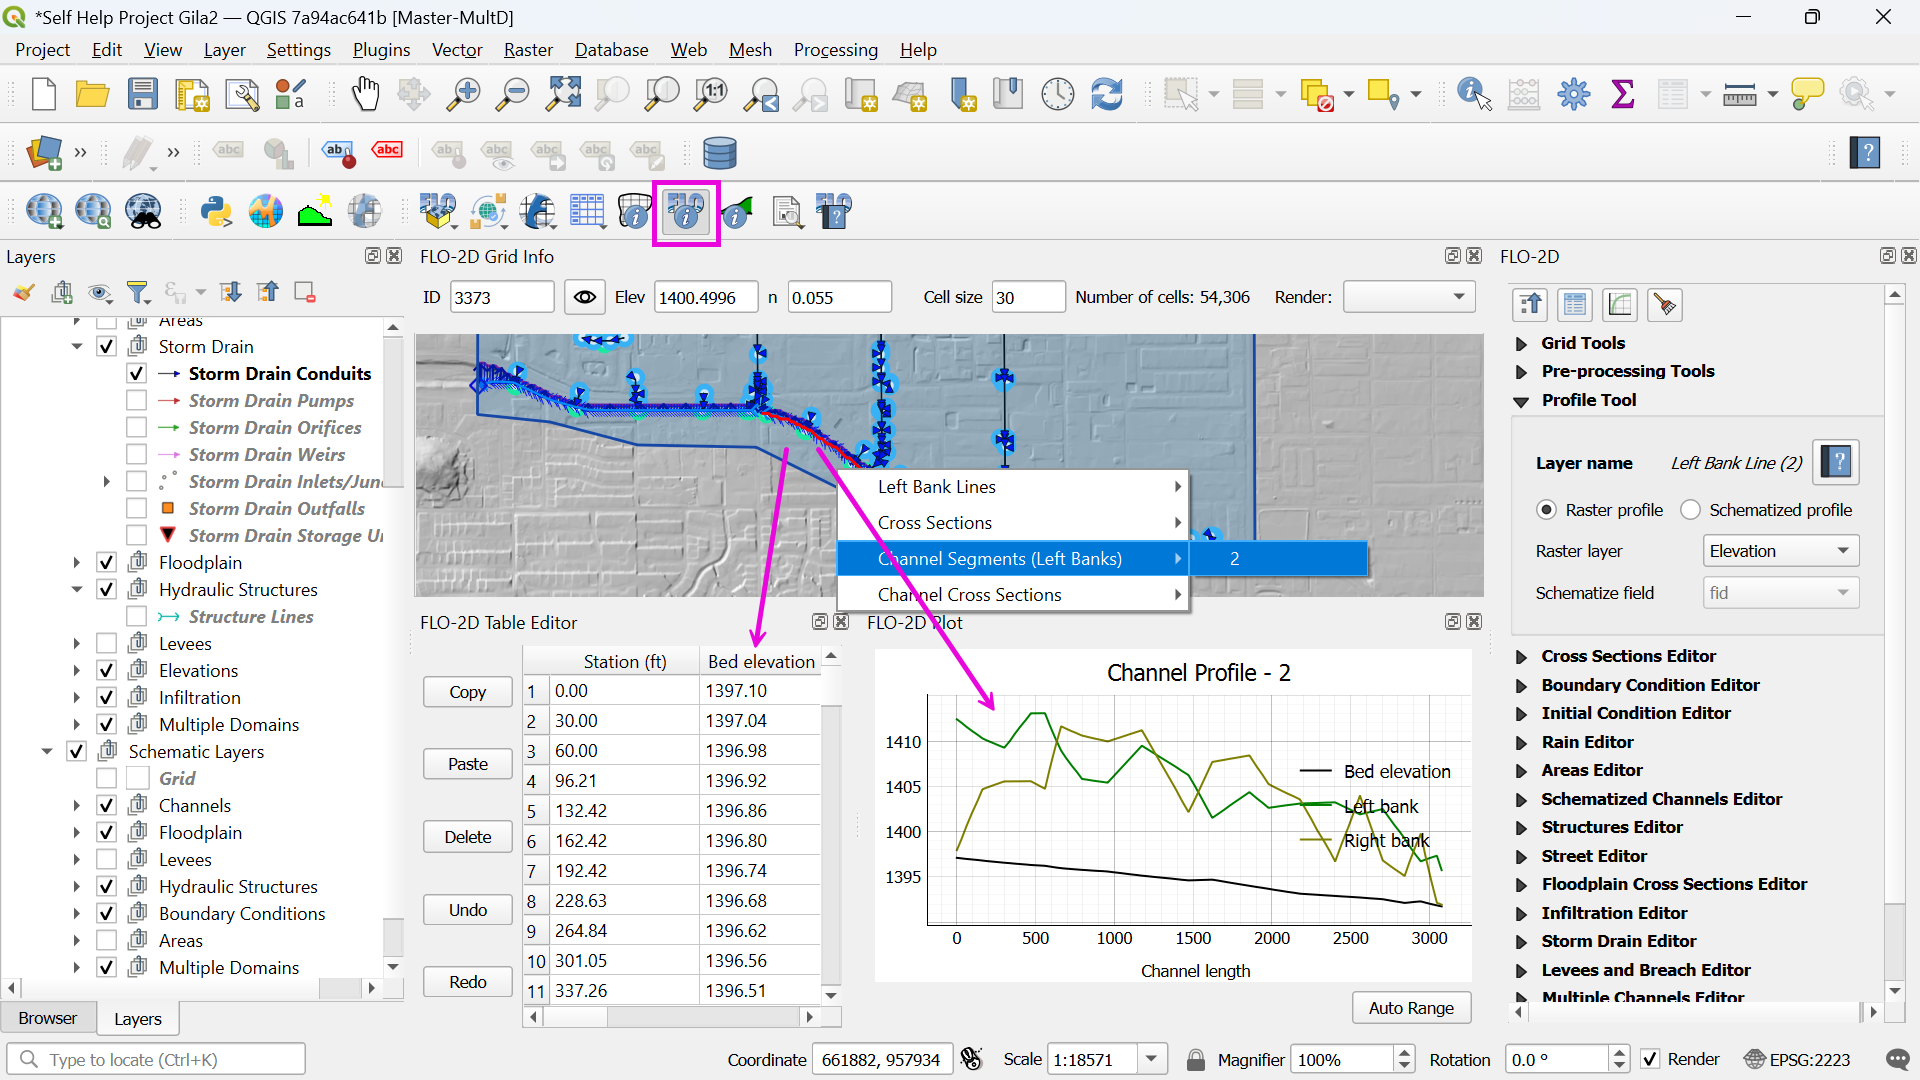 *Self Help Project Gila2 — QGIS 7a94ac641b [Master-MultD]
Project Edit View Layer Settings Plugins Vector Raster Database Web Mesh Processing Help
1:1
abc ab abc ab abc abc abc abc
FLO FLO FLO
Layers
FLO-2D Grid Info
FLO-2D
ID 3373 Elev 1400.4996 n 0.055 Cell size 30 Number of cells: 54,306 Render:
Areas
Storm Drain
Storm Drain Conduits
Storm Drain Pumps
Storm Drain Orifices
Storm Drain Weirs
Storm Drain Inlets/Jun
Storm Drain Outfalls
Storm Drain Storage U
Floodplain
Hydraulic Structures
Structure Lines
Levees
Elevations
Infiltration
Multiple Domains
Schematic Layers
Grid
Channels
Floodplain
Levees
Hydraulic Structures
Boundary Conditions
Areas
Multiple Domains
Browser Layers
Left Bank Lines
Cross Sections
Channel Segments (Left Banks) 2
Channel Cross Sections
FLO-2D Table Editor
Copy
Paste
Delete
Undo
Redo
Station (ft) Bed elevation
1 0.00 1397.10
2 30.00 1397.04
3 60.00 1396.98
4 96.21 1396.92
5 132.42 1396.86
6 162.42 1396.80
7 192.42 1396.74
8 228.63 1396.68
9 264.84 1396.62
10 301.05 1396.56
11 337.26 1396.51
FLO-2D Plot
Channel Profile - 2
1410
1405
1400
1395
0 500 1000 1500 2000 2500 3000
Bed elevation
Left bank
Right bank
Channel length
Auto Range
Grid Tools
Pre-processing Tools
Profile Tool
Layer name Left Bank Line (2)
Raster profile Schematized profile
Raster layer Elevation
Schematize field fid
Cross Sections Editor
Boundary Condition Editor
Initial Condition Editor
Rain Editor
Areas Editor
Schematized Channels Editor
Structures Editor
Street Editor
Floodplain Cross Sections Editor
Infiltration Editor
Storm Drain Editor
Levees and Breach Editor
Multiple Channels Editor
Type to locate (Ctrl+K) Coordinate 661882, 957934 Scale 1:18571 Magnifier 100% Rotation 0.0 ° Render EPSG:2223